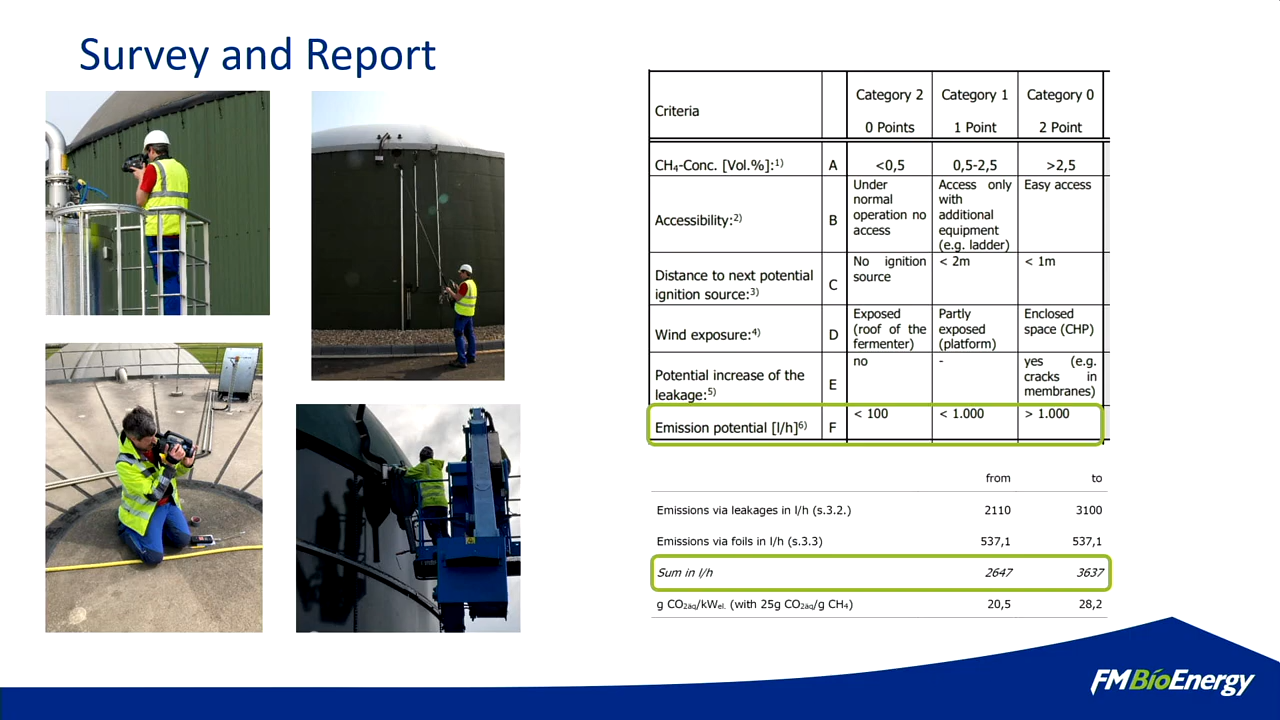 Survey and Report
Criteria
Category 2
0 Points
Category 1
1 Point
Category 0
2 Point
CH₄-Conc. [Vol.%]:1)
A
<0,5
0,5-2,5
>2,5
Accessibility:2)
B
Under
normal
operation no
access
Access only
with
additional
equipment
(e.g. ladder)
Easy access
Distance to next potential
ignition source:3)
C
No ignition
source
< 2m
< 1m
Wind exposure:4)
D
Exposed
(roof of the
fermenter)
Partly
exposed
(platform)
Enclosed
space (CHP)
Potential increase of the
leakage:5)
E
no
-
yes (e.g.
cracks in
membranes)
Emission potential [l/h]6)
F
< 100
< 1.000
> 1.000
from to
Emissions via leakages in l/h (s.3.2.) 2110 3100
Emissions via foils in l/h (s.3.3) 537,1 537,1
Sum in l/h 2647 3637
g CO₂äq/kWel. (with 25g CO₂äq/g CH₄) 20,5 28,2
FMBioEnergy